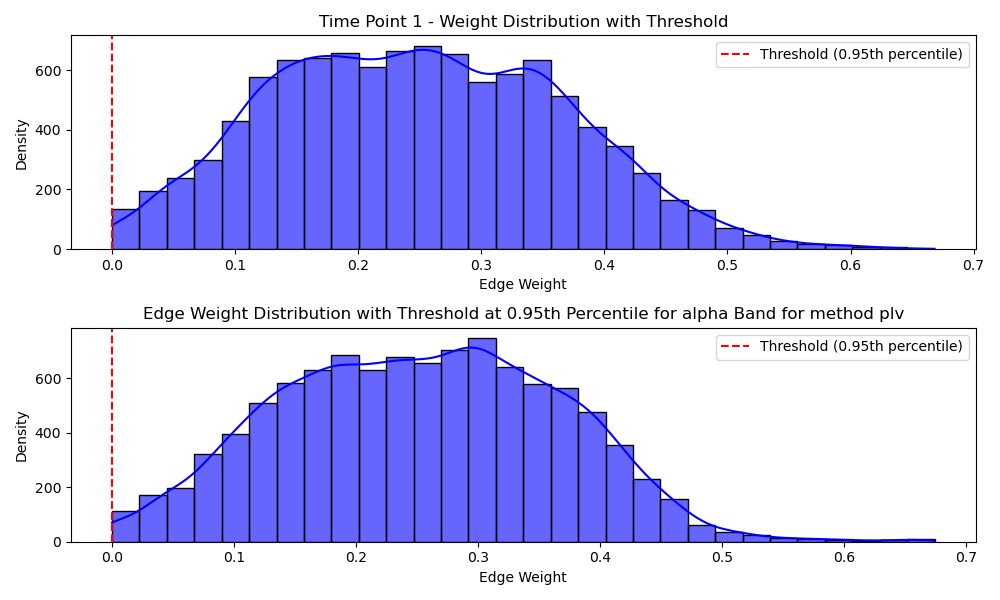 Time Point 1 - Weight Distribution with Threshold
Threshold (0.95th percentile)
Density
600
400
200
0
0.0 0.1 0.2 0.3 0.4 0.5 0.6 0.7
Edge Weight
Edge Weight Distribution with Threshold at 0.95th Percentile for alpha Band for method plv
Threshold (0.95th percentile)
Density
600
400
200
0
0.0 0.1 0.2 0.3 0.4 0.5 0.6 0.7
Edge Weight